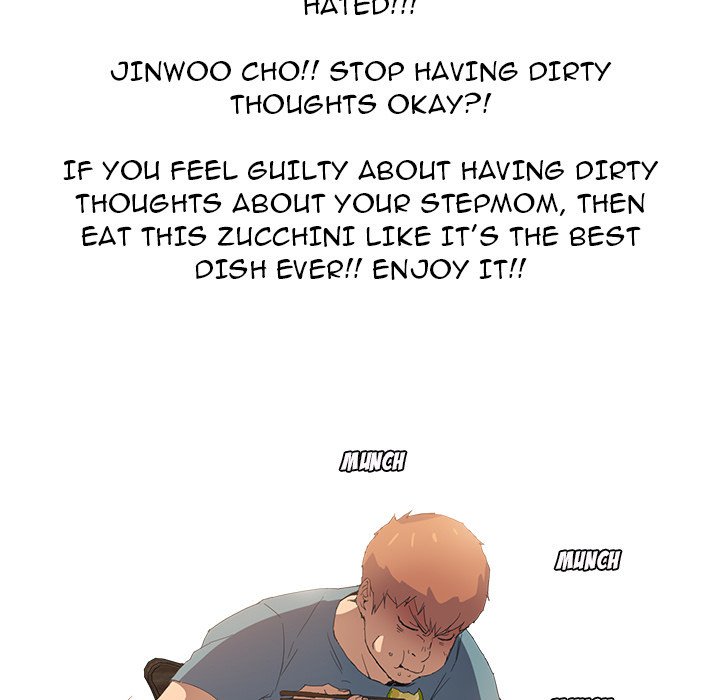 HATED!!!
JINWOO CHO!! STOP HAVING DIRTY
THOUGHTS OKAY?!
IF YOU FEEL GUILTY ABOUT HAVING DIRTY
THOUGHTS ABOUT YOUR STEPMOM, THEN
EAT THIS ZUCCHINI LIKE IT'S THE BEST
DISH EVER!! ENJOY IT!!
MUNCH
MUNCH